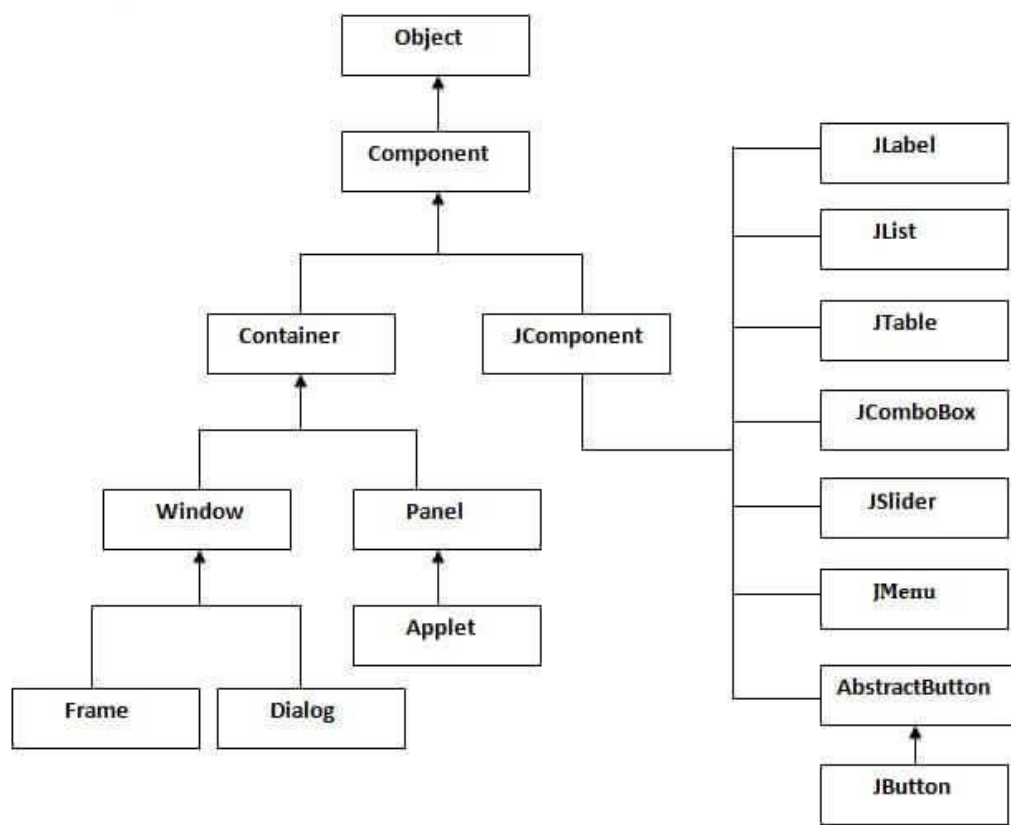 Object
Component
Container
JComponent
Window
Panel
Applet
Frame
Dialog
JLabel
JList
JTable
JComboBox
JSlider
JMenu
AbstractButton
JButton